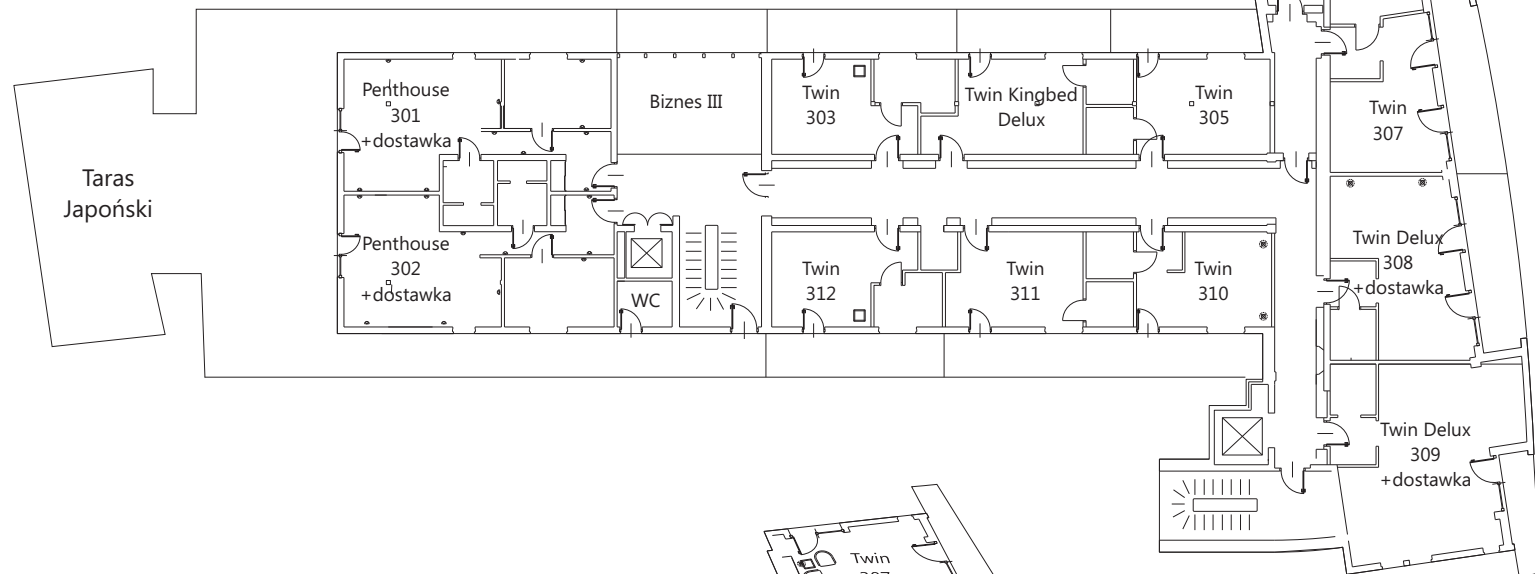 Penthouse
301
+dostawka
Biznes III
Twin
303
Twin Kingbed
Delux
Twin
305
Twin
307
Taras
Japoński
Penthouse
302
+dostawka
WC
Twin
312
Twin
311
Twin
310
Twin Delux
308
+dostawka
Twin Delux
309
+dostawka
Twin